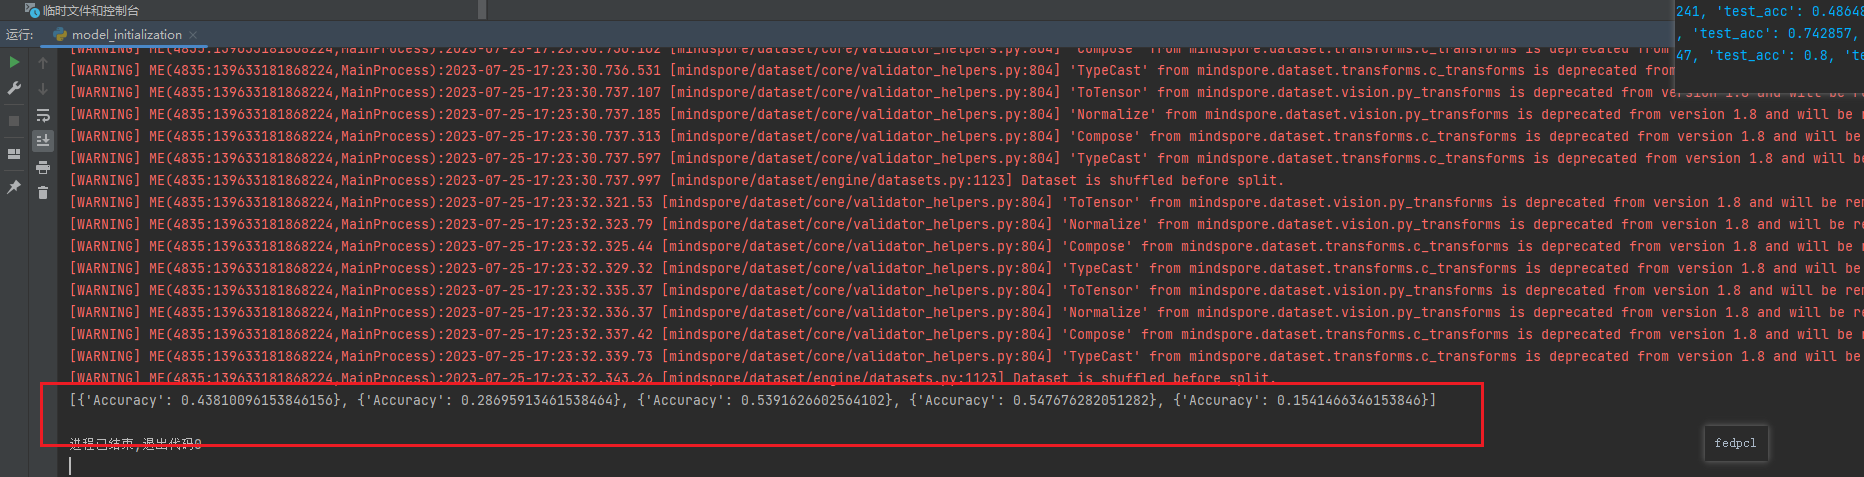 临时文件和控制台
241, 'test_acc': 0.4864
, 'test_acc': 0.742857,
47, 'test_acc': 0.8, 'te
运行: model_initialization
[WARNING] ME(4835:139633181868224,MainProcess):2023-07-25-17:23:30.736.162 [mindspore/dataset/core/validator_helpers.py:804] 'Compose' from mindspore.dataset.transforms.c_transforms is deprecated from
[WARNING] ME(4835:139633181868224,MainProcess):2023-07-25-17:23:30.736.531 [mindspore/dataset/core/validator_helpers.py:804] 'TypeCast' from mindspore.dataset.transforms.c_transforms is deprecated from
[WARNING] ME(4835:139633181868224,MainProcess):2023-07-25-17:23:30.737.107 [mindspore/dataset/core/validator_helpers.py:804] 'ToTensor' from mindspore.dataset.vision.py_transforms is deprecated from version 1.8 and will be re
[WARNING] ME(4835:139633181868224,MainProcess):2023-07-25-17:23:30.737.185 [mindspore/dataset/core/validator_helpers.py:804] 'Normalize' from mindspore.dataset.vision.py_transforms is deprecated from version 1.8 and will be r
[WARNING] ME(4835:139633181868224,MainProcess):2023-07-25-17:23:30.737.313 [mindspore/dataset/core/validator_helpers.py:804] 'Compose' from mindspore.dataset.transforms.c_transforms is deprecated from version 1.8 and will be r
[WARNING] ME(4835:139633181868224,MainProcess):2023-07-25-17:23:30.737.597 [mindspore/dataset/core/validator_helpers.py:804] 'TypeCast' from mindspore.dataset.transforms.c_transforms is deprecated from version 1.8 and will be
[WARNING] ME(4835:139633181868224,MainProcess):2023-07-25-17:23:30.737.997 [mindspore/dataset/engine/datasets.py:1123] Dataset is shuffled before split.
[WARNING] ME(4835:139633181868224,MainProcess):2023-07-25-17:23:32.321.53 [mindspore/dataset/core/validator_helpers.py:804] 'ToTensor' from mindspore.dataset.vision.py_transforms is deprecated from version 1.8 and will be rem
[WARNING] ME(4835:139633181868224,MainProcess):2023-07-25-17:23:32.323.79 [mindspore/dataset/core/validator_helpers.py:804] 'Normalize' from mindspore.dataset.vision.py_transforms is deprecated from version 1.8 and will be re
[WARNING] ME(4835:139633181868224,MainProcess):2023-07-25-17:23:32.325.44 [mindspore/dataset/core/validator_helpers.py:804] 'Compose' from mindspore.dataset.transforms.c_transforms is deprecated from version 1.8 and will be r
[WARNING] ME(4835:139633181868224,MainProcess):2023-07-25-17:23:32.329.32 [mindspore/dataset/core/validator_helpers.py:804] 'TypeCast' from mindspore.dataset.transforms.c_transforms is deprecated from version 1.8 and will be
[WARNING] ME(4835:139633181868224,MainProcess):2023-07-25-17:23:32.335.37 [mindspore/dataset/core/validator_helpers.py:804] 'ToTensor' from mindspore.dataset.vision.py_transforms is deprecated from version 1.8 and will be rem
[WARNING] ME(4835:139633181868224,MainProcess):2023-07-25-17:23:32.336.37 [mindspore/dataset/core/validator_helpers.py:804] 'Normalize' from mindspore.dataset.vision.py_transforms is deprecated from version 1.8 and will be re
[WARNING] ME(4835:139633181868224,MainProcess):2023-07-25-17:23:32.337.42 [mindspore/dataset/core/validator_helpers.py:804] 'Compose' from mindspore.dataset.transforms.c_transforms is deprecated from version 1.8 and will be r
[WARNING] ME(4835:139633181868224,MainProcess):2023-07-25-17:23:32.339.73 [mindspore/dataset/core/validator_helpers.py:804] 'TypeCast' from mindspore.dataset.transforms.c_transforms is deprecated from version 1.8 and will be
[WARNING] ME(4835:139633181868224,MainProcess):2023-07-25-17:23:32.343.26 [mindspore/dataset/engine/datasets.py:1123] Dataset is shuffled before split.
[{'Accuracy': 0.43810096153846156}, {'Accuracy': 0.28695913461538464}, {'Accuracy': 0.5391626602564102}, {'Accuracy': 0.547676282051282}, {'Accuracy': 0.1541466346153846}]
进程已结束,退出代码0
fedpcl